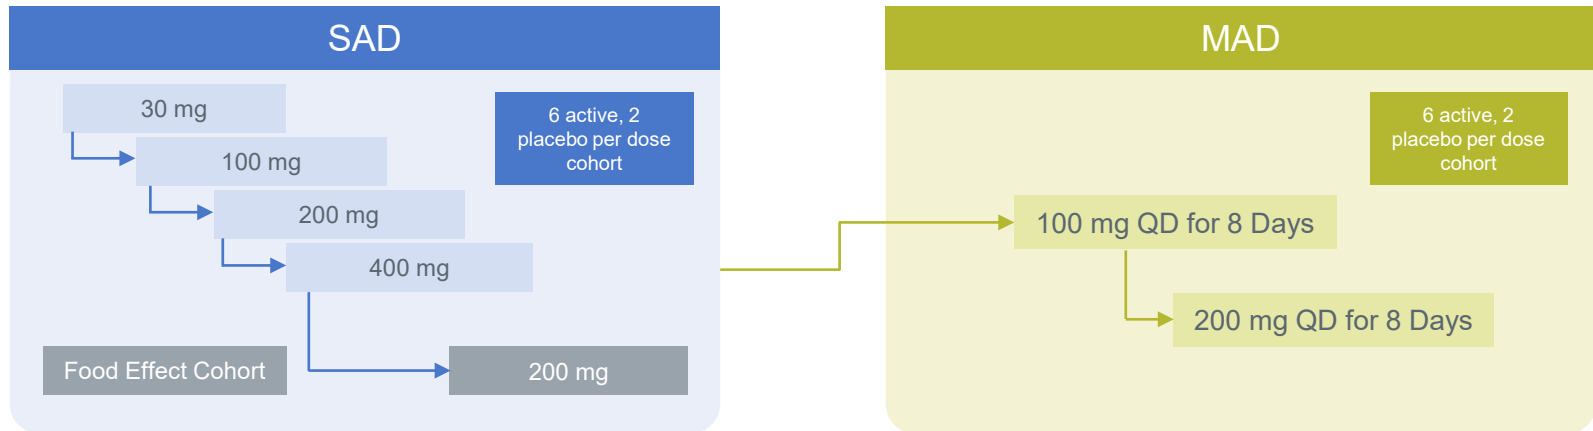 SAD
30 mg
100 mg
200 mg
400 mg
6 active, 2
placebo per dose
cohort
Food Effect Cohort
200 mg
MAD
6 active, 2
placebo per dose
cohort
100 mg QD for 8 Days
200 mg QD for 8 Days